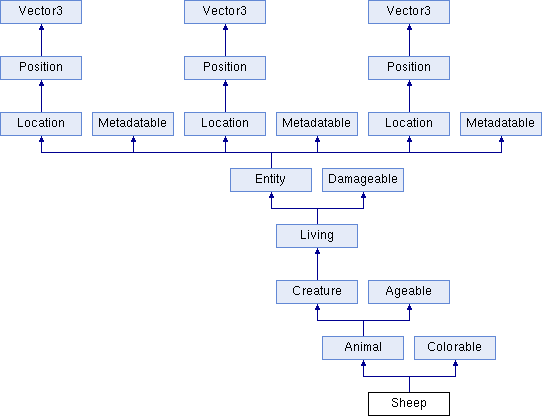 Vector3 Vector3 Vector3
Position Position Position
Location Metadatable Location Metadatable Location Metadatable
Entity Damageable
Living
Creature Ageable
Animal Colorable
Sheep